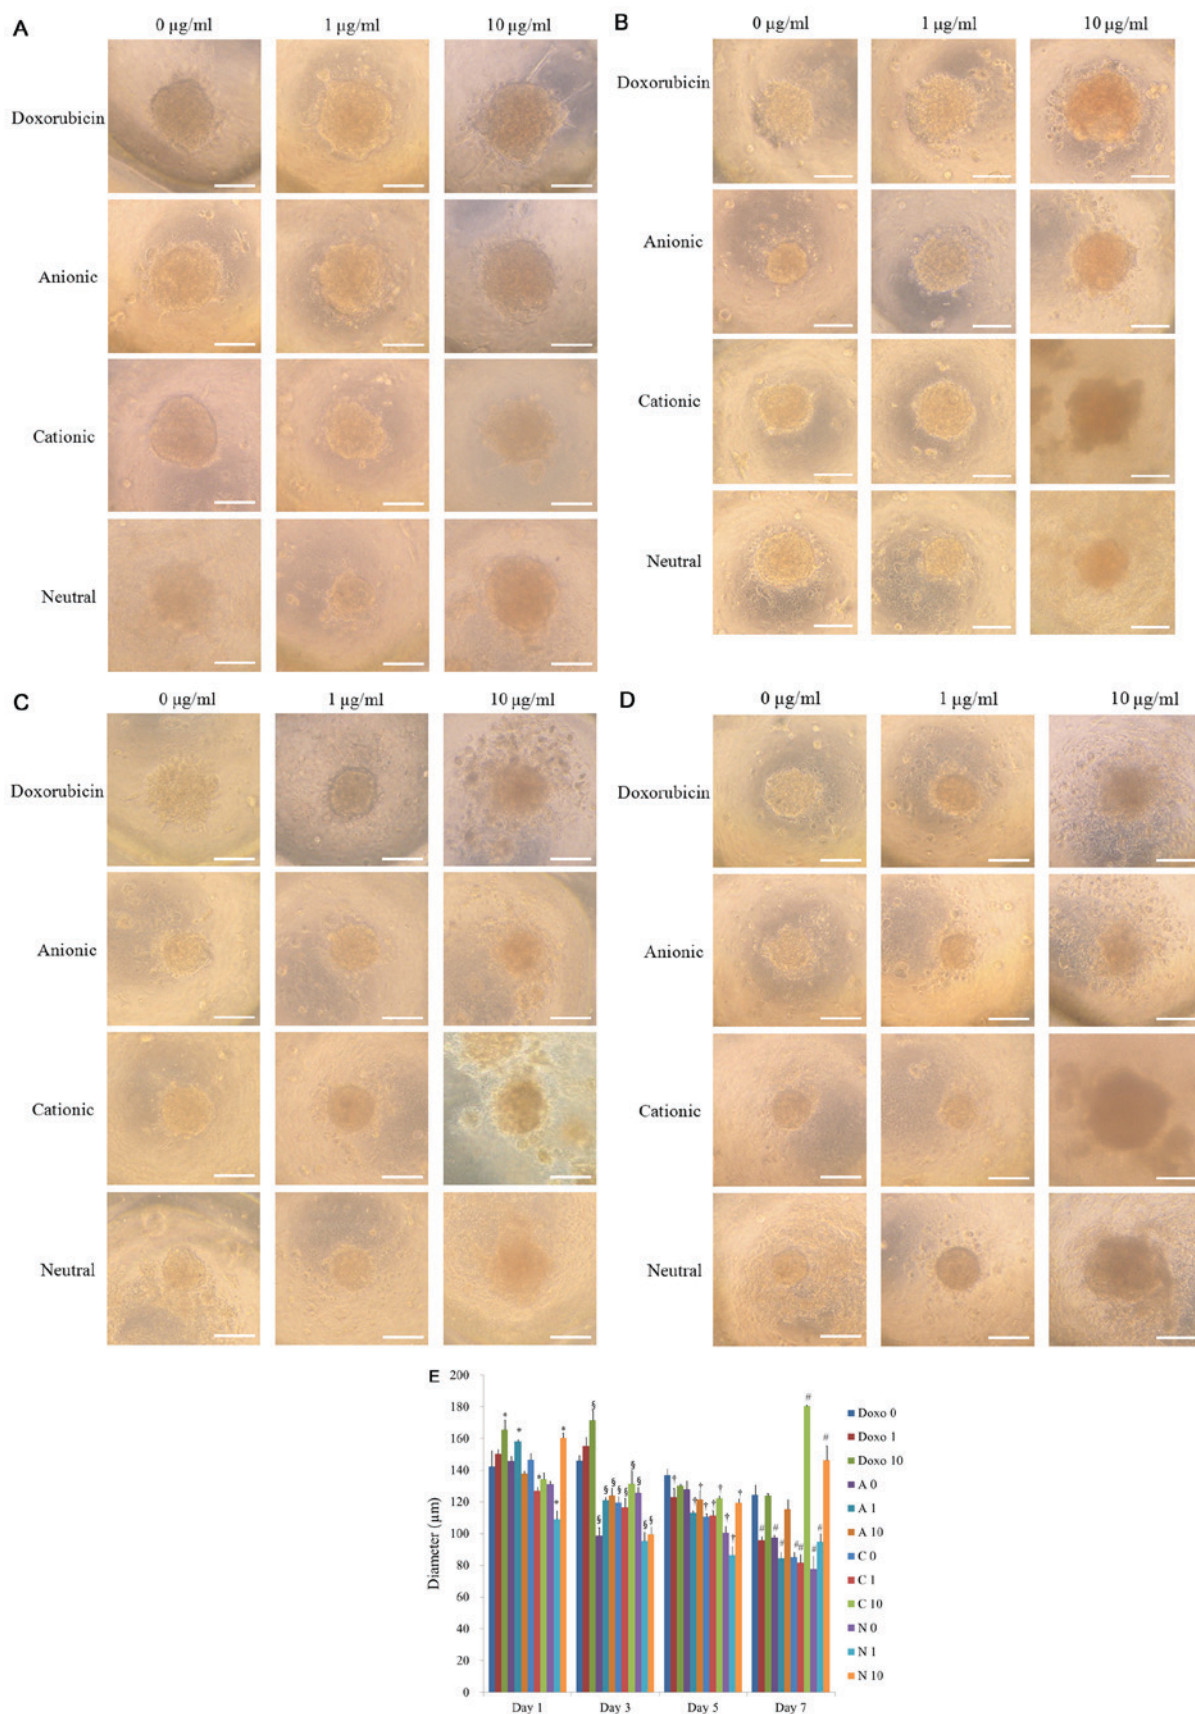 A
0 µg/ml 1 µg/ml 10 µg/ml
Doxorubicin
Anionic
Cationic
Neutral
B
0 µg/ml 1 µg/ml 10 µg/ml
Doxorubicin
Anionic
Cationic
Neutral
C
0 µg/ml 1 µg/ml 10 µg/ml
Doxorubicin
Anionic
Cationic
Neutral
D
0 µg/ml 1 µg/ml 10 µg/ml
Doxorubicin
Anionic
Cationic
Neutral
E
Diameter (µm)
200
180
160
140
120
100
80
60
40
20
0
Day 1 Day 3 Day 5 Day 7
Doxo 0
Doxo 1
Doxo 10
A 0
A 1
A 10
C 0
C 1
C 10
N 0
N 1
N 10